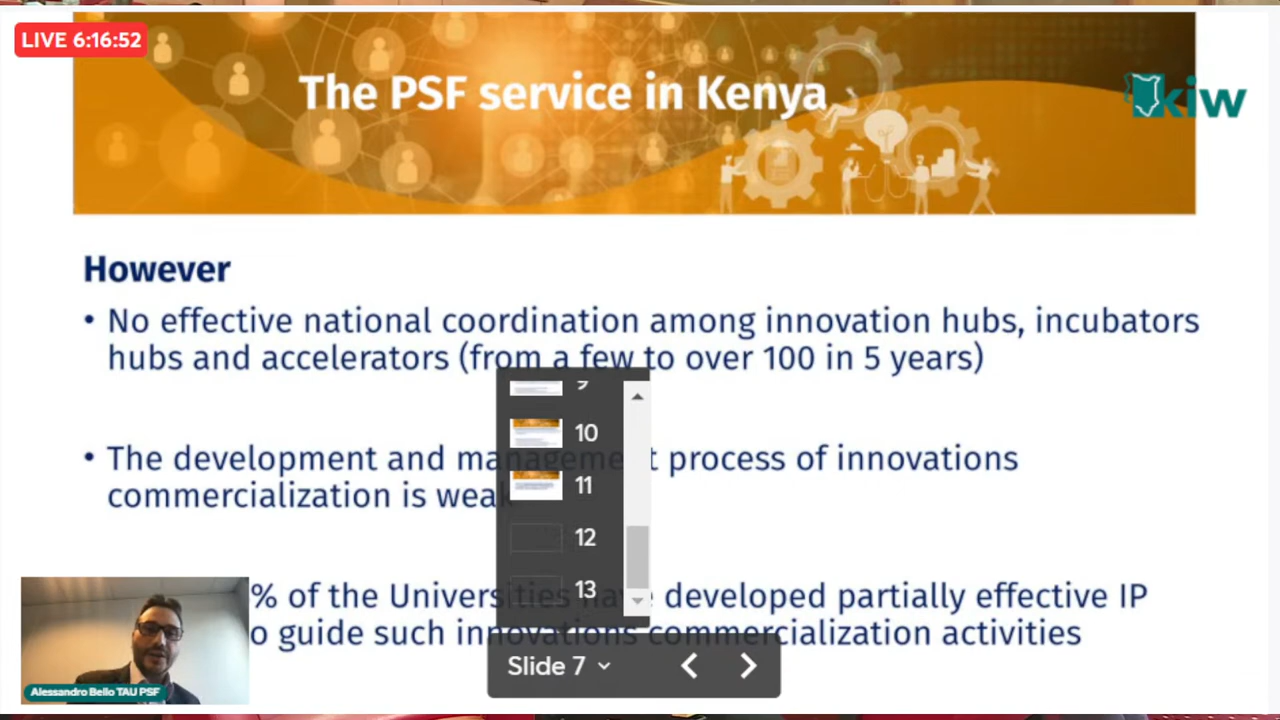 LIVE 6:16:52
The PSF service in Kenya
kiw
However
• No effective national coordination among innovation hubs, incubators
hubs and accelerators (from a few to over 100 in 5 years)
• The development and management process of innovations
commercialization is weak
% of the Universities have developed partially effective IP
o guide such innovations commercialization activities
9
10
11
12
13
Slide 7
Alessandro Bello TAU PSF